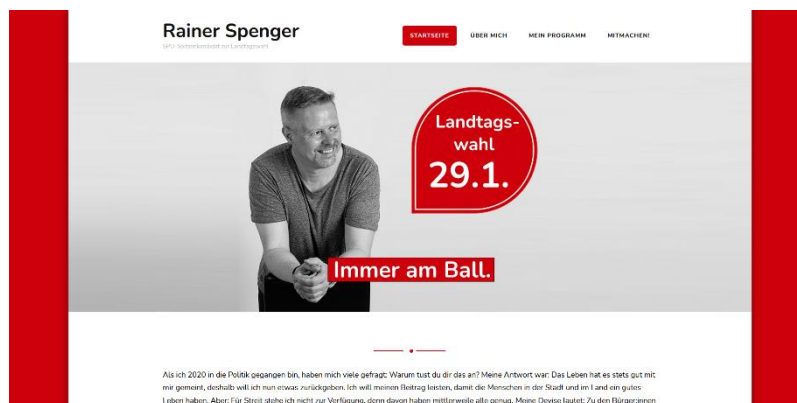 Rainer Spenger
SPÖ-Spitzenkandidat zur Landtagswahl
STARTSEITE
ÜBER MICH
MEIN PROGRAMM
MITMACHEN!
Landtags-
wahl
29.1.
Immer am Ball.
Als ich 2020 in die Politik gegangen bin, haben mich viele gefragt: Warum tust du dir das an? Meine Antwort war: Das Leben hat es stets gut mit
mir gemeint, deshalb will ich nun etwas zurückgeben. Ich will meinen Beitrag leisten, damit die Menschen in der Stadt und im Land ein gutes
Leben haben. Aber: Für Streit stehe ich nicht zur Verfügung, denn davon haben mittlerweile alle genug. Meine Devise lautet: Zu den Bürger:innen